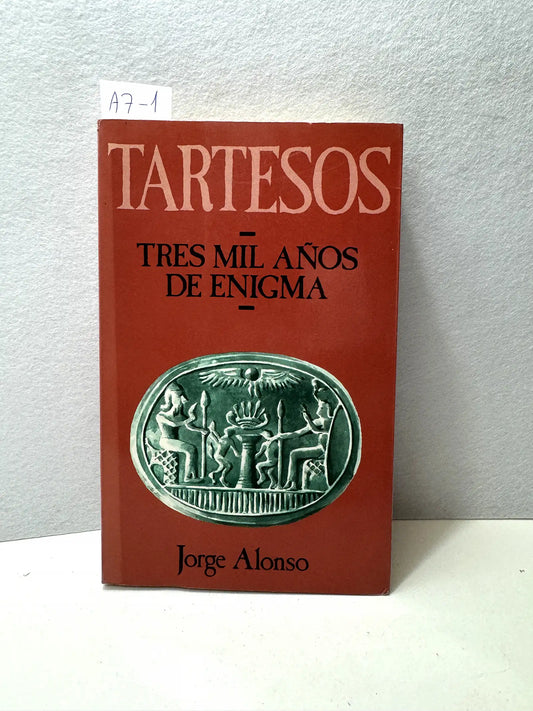 A7-1
TARTESOS
TRES MIL AÑOS
DE ENIGMA
Jorge Alonso